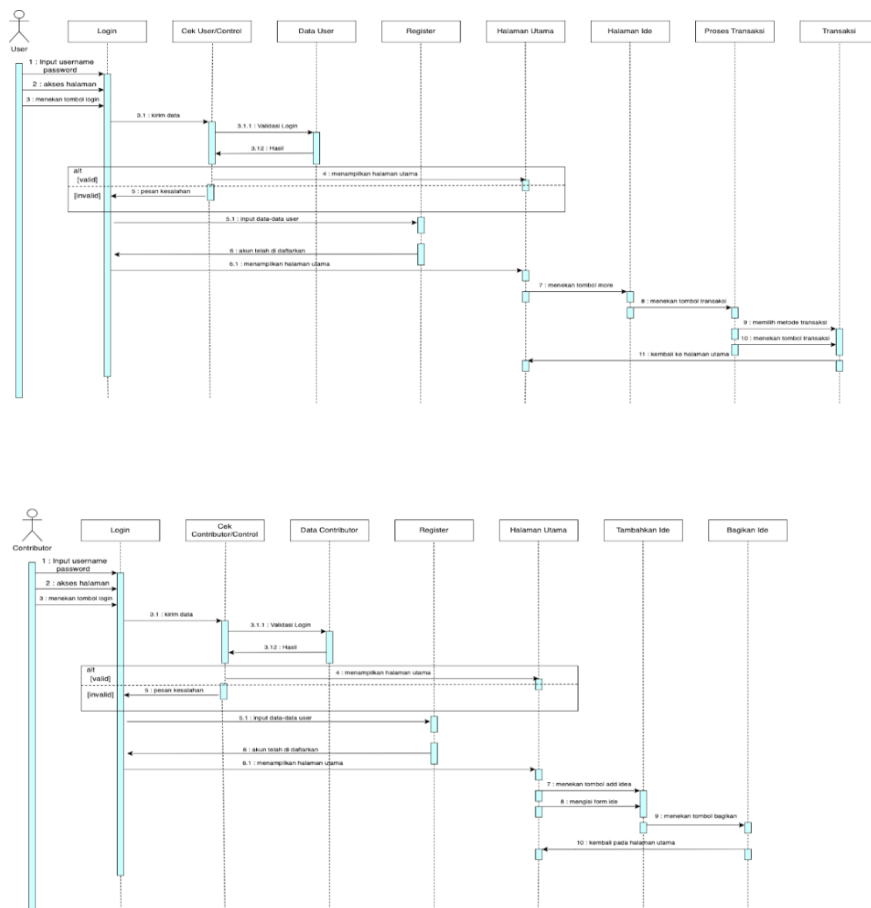 Login
Cek User/Control
Data User
Register
Halaman Utama
Halaman Ide
Proses Transaksi
Transaksi
User
1 : Input username
password
2 : akses halaman
3 : menekan tombol login
3.1 : kirim data
3.1.1 : Validasi Login
3.12 : Hasil
alt
[valid]
4 : menampilkan halaman utama
[invalid]
5 : pesan kesalahan
5.1 : input data-data user
6 : akun telah di daftarkan
6.1 : menampilkan halaman utama
7 : menekan tombol more
8 : menekan tombol transaksi
9 : memilih metode transaksi
10 : menekan tombol transaksi
11 : kembali ke halaman utama
Login
Cek
Contributor/Control
Data Contributor
Register
Halaman Utama
Tambahkan Ide
Bagikan Ide
Contributor
1 : Input username
password
2 : akses halaman
3 : menekan tombol login
3.1 : kirim data
3.1.1 : Validasi Login
3.12 : Hasil
alt
[valid]
4 : menampilkan halaman utama
[invalid]
5 : pesan kesalahan
5.1 : input data-data user
6 : akun telah di daftarkan
6.1 : menampilkan halaman utama
7 : menekan tombol add idea
8 : mengisi form ide
9 : menekan tombol bagikan
10 : kembali pada halaman utama